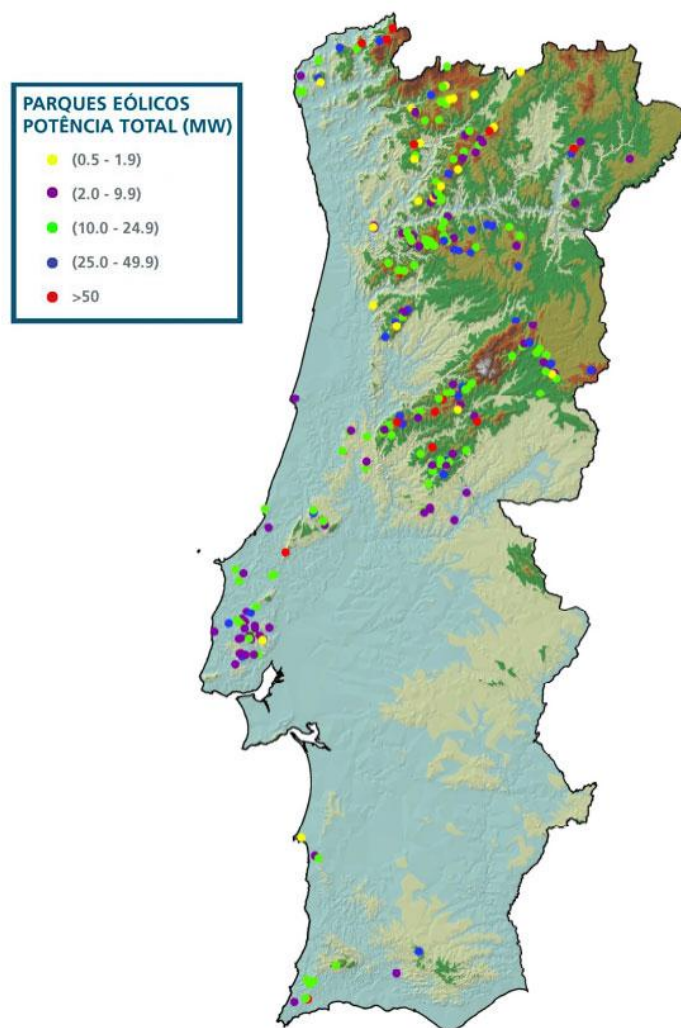 PARQUES EÓLICOS
POTÊNCIA TOTAL (MW)
(0.5 - 1.9)
(2.0 - 9.9)
(10.0 - 24.9)
(25.0 - 49.9)
>50